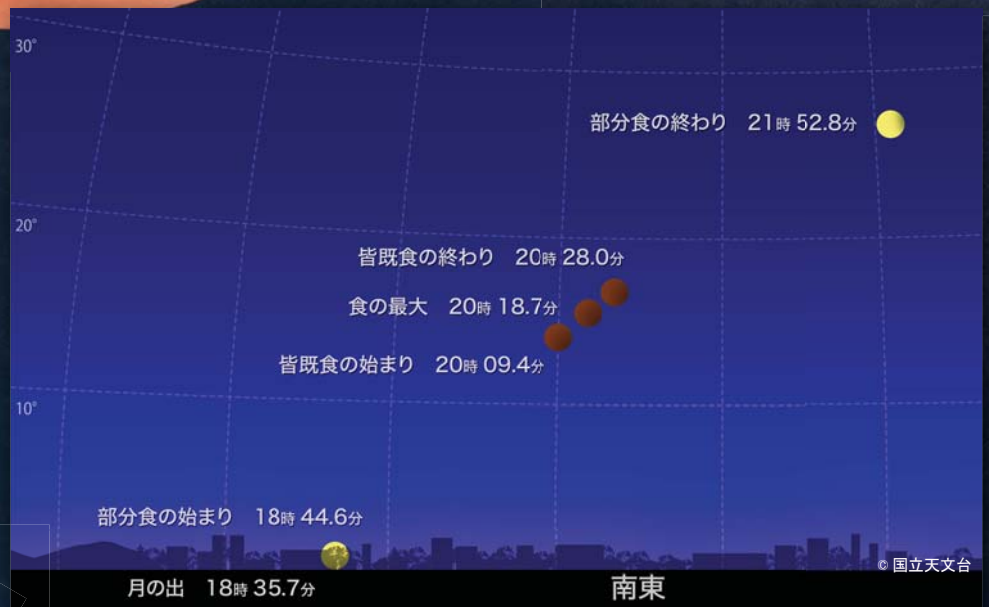 30°
部分食の終わり 21時 52.8分
20°
皆既食の終わり 20時 28.0分
食の最大 20時 18.7分
皆既食の始まり 20時 09.4分
10°
部分食の始まり 18時 44.6分
© 国立天文台
月の出 18時 35.7分
南東